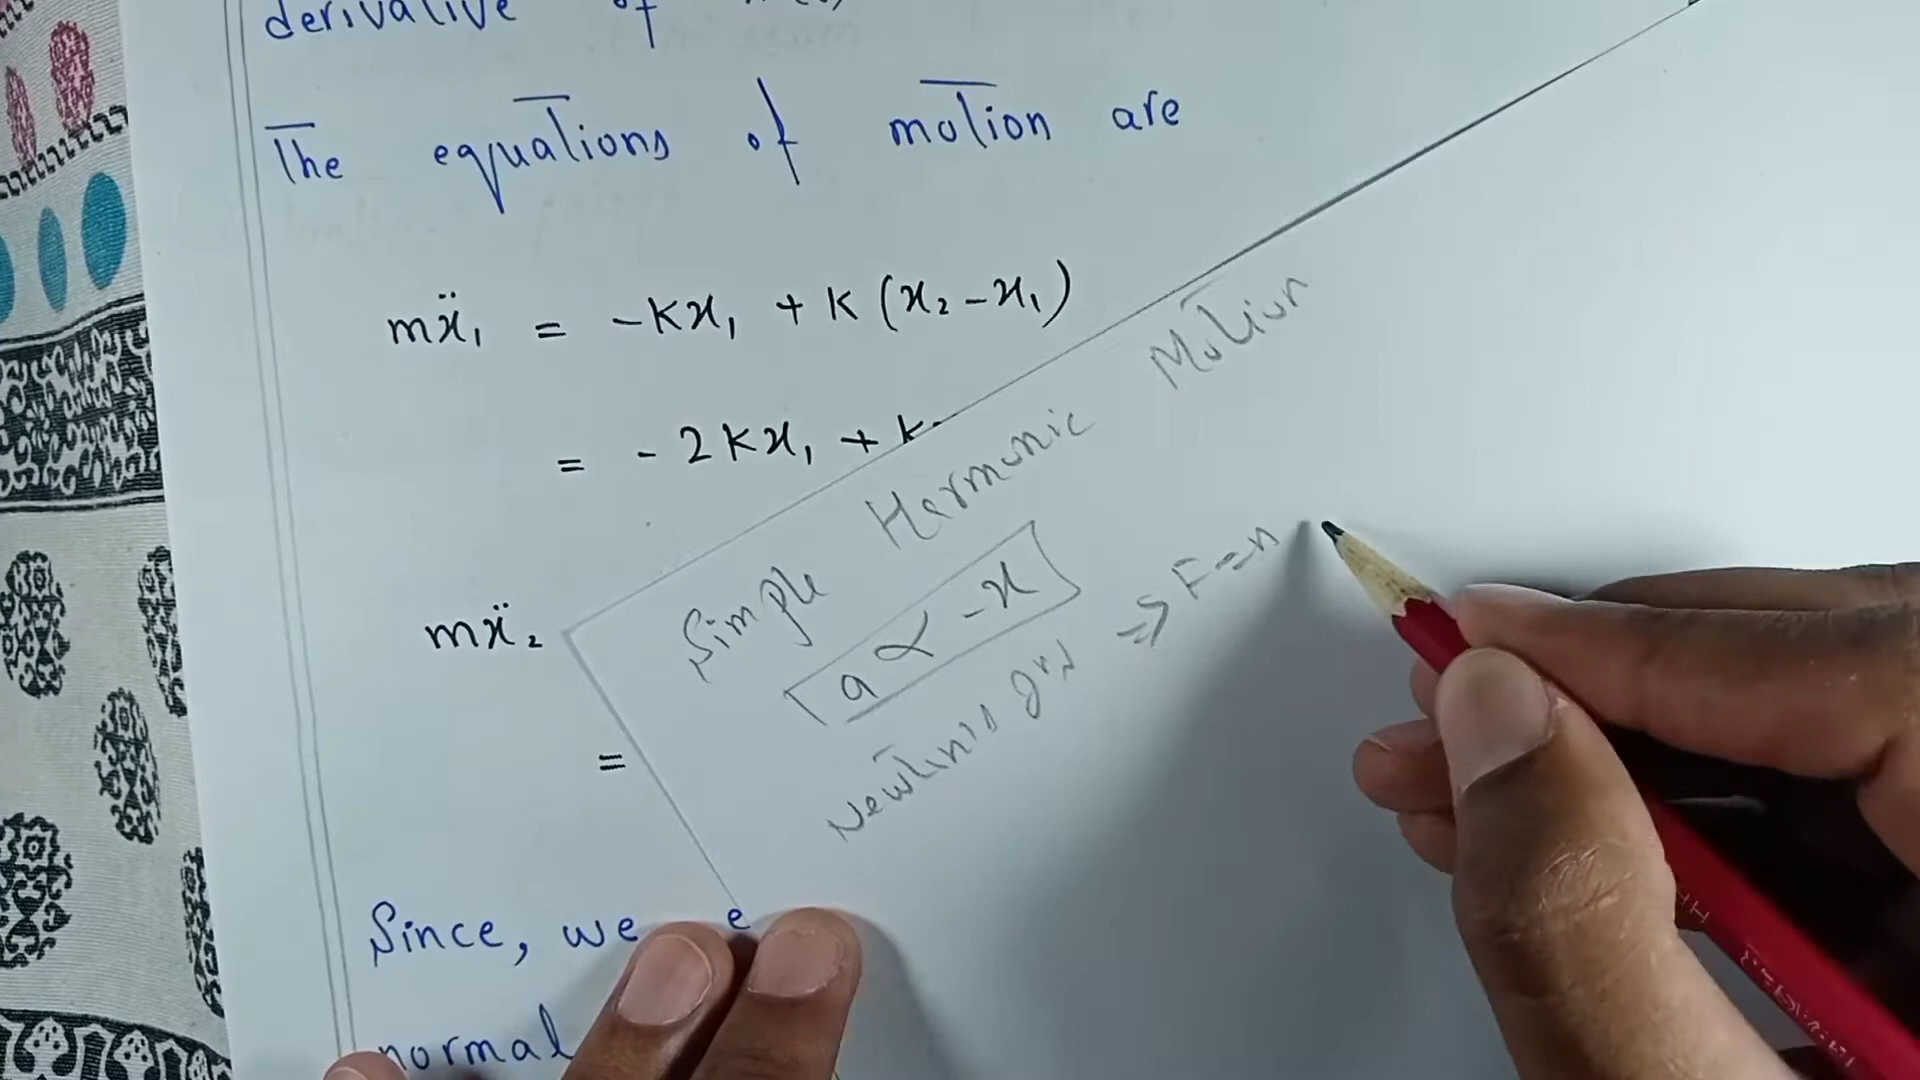 derivative of
The equations of motion are
mẍ₁ = -Kx₁ + K (x₂ - x₁)
= - 2Kx₁ + K
mẍ₂
=
Since, we e
normal
Simple Harmonic Motion
a ∝ -x
Newton's 2nd ⇒ F = m